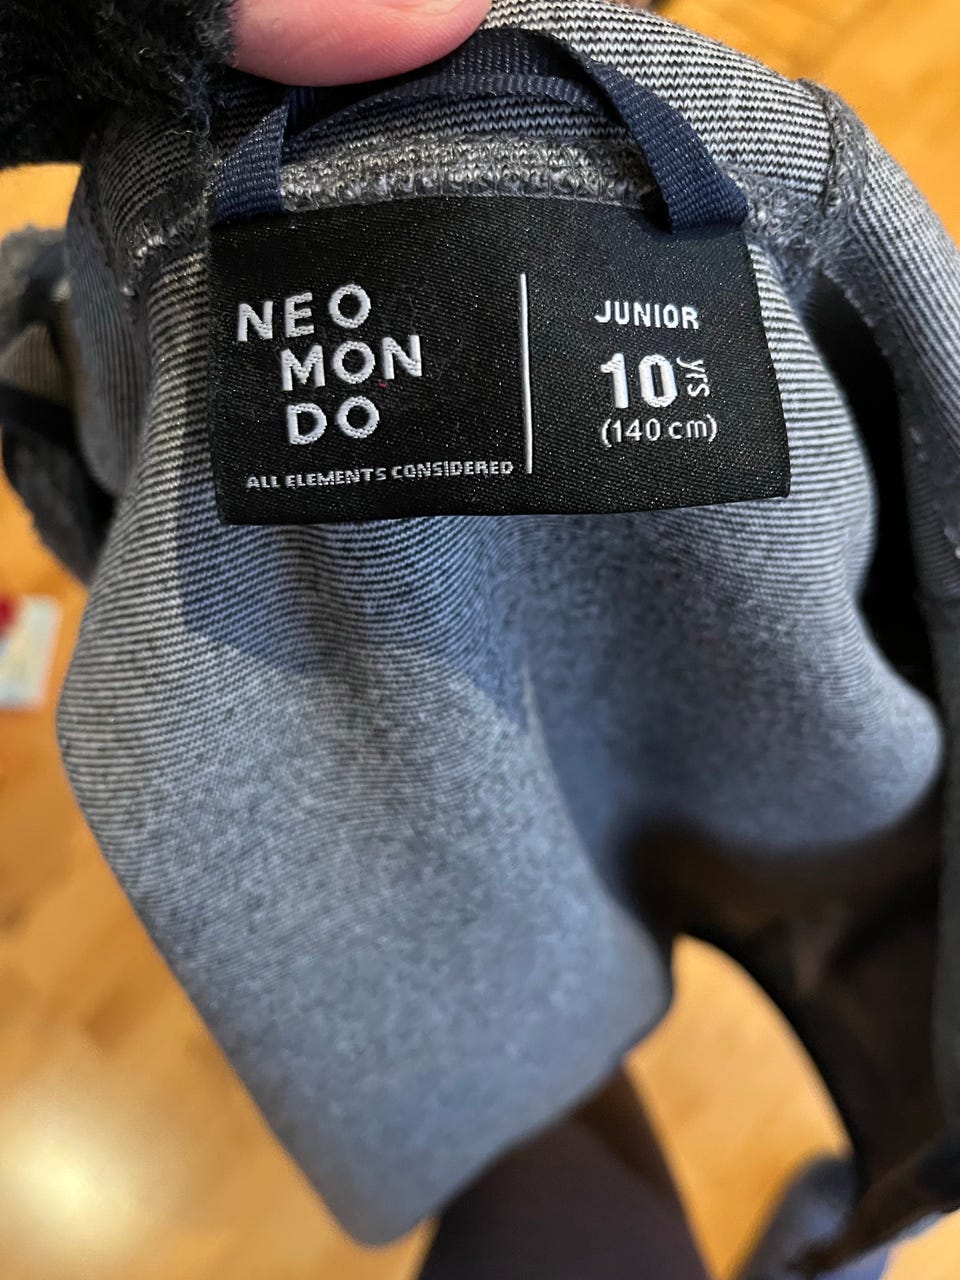 NEO
MON
DO
ALL ELEMENTS CONSIDERED
JUNIOR
10 yrs
(140 cm)